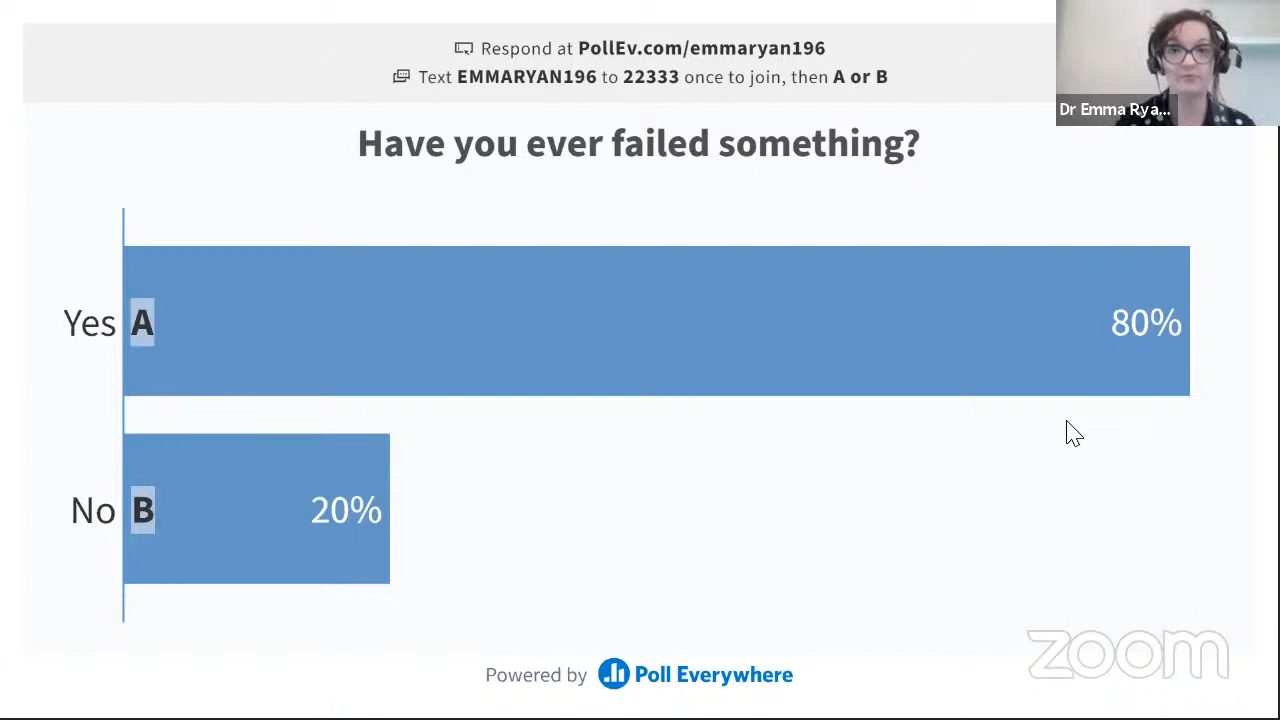 Respond at PollEv.com/emmaryan196
Text EMMARYAN196 to 22333 once to join, then A or B
Dr Emma Rya...
Have you ever failed something?
Yes A 80%
No B 20%
Powered by Poll Everywhere
zoom